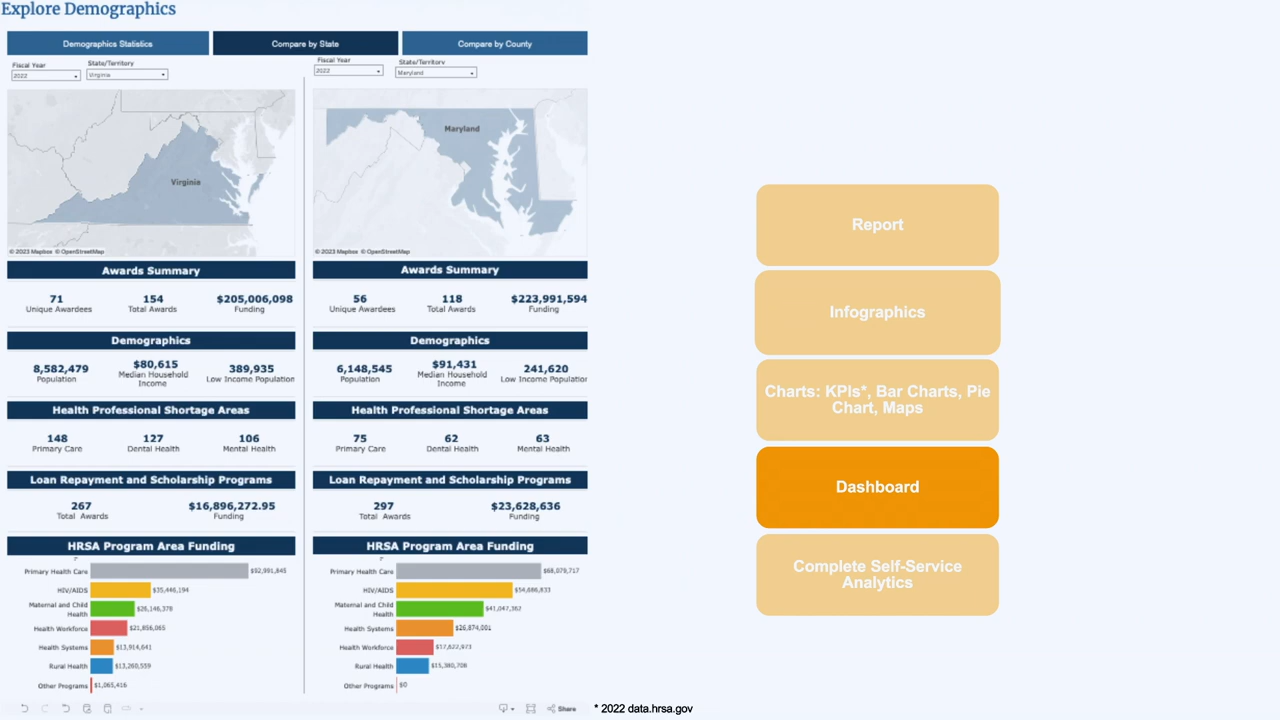 Explore Demographics
Demographics Statistics
Compare by State
Compare by County
Fiscal Year
2022
State/Territory
Virginia
Fiscal Year
2022
State/Territory
Maryland
Virginia
© 2023 Mapbox © OpenStreetMap
Maryland
© 2023 Mapbox © OpenStreetMap
Awards Summary
71
Unique Awardees
154
Total Awards
$205,006,098
Funding
Demographics
8,582,479
Population
$80,615
Median Household
Income
389,935
Low Income Population
Health Professional Shortage Areas
148
Primary Care
127
Dental Health
106
Mental Health
Loan Repayment and Scholarship Programs
267
Total Awards
$16,896,272.95
Funding
HRSA Program Area Funding
Primary Health Care $92,991,845
HIV/AIDS $35,446,194
Maternal and Child
Health $26,146,378
Health Workforce $21,856,065
Health Systems $13,914,641
Rural Health $13,260,559
Other Programs $1,065,416
Awards Summary
56
Unique Awardees
118
Total Awards
$223,991,594
Funding
Demographics
6,148,545
Population
$91,431
Median Household
Income
241,620
Low Income Population
Health Professional Shortage Areas
75
Primary Care
62
Dental Health
63
Mental Health
Loan Repayment and Scholarship Programs
297
Total Awards
$23,628,636
Funding
HRSA Program Area Funding
Primary Health Care $68,079,717
HIV/AIDS $54,686,833
Maternal and Child
Health $41,047,362
Health Systems $26,874,001
Health Workforce $17,622,973
Rural Health $15,380,708
Other Programs $0
Share
Report
Infographics
Charts: KPIs*, Bar Charts, Pie
Chart, Maps
Dashboard
Complete Self-Service
Analytics
* 2022 data.hrsa.gov